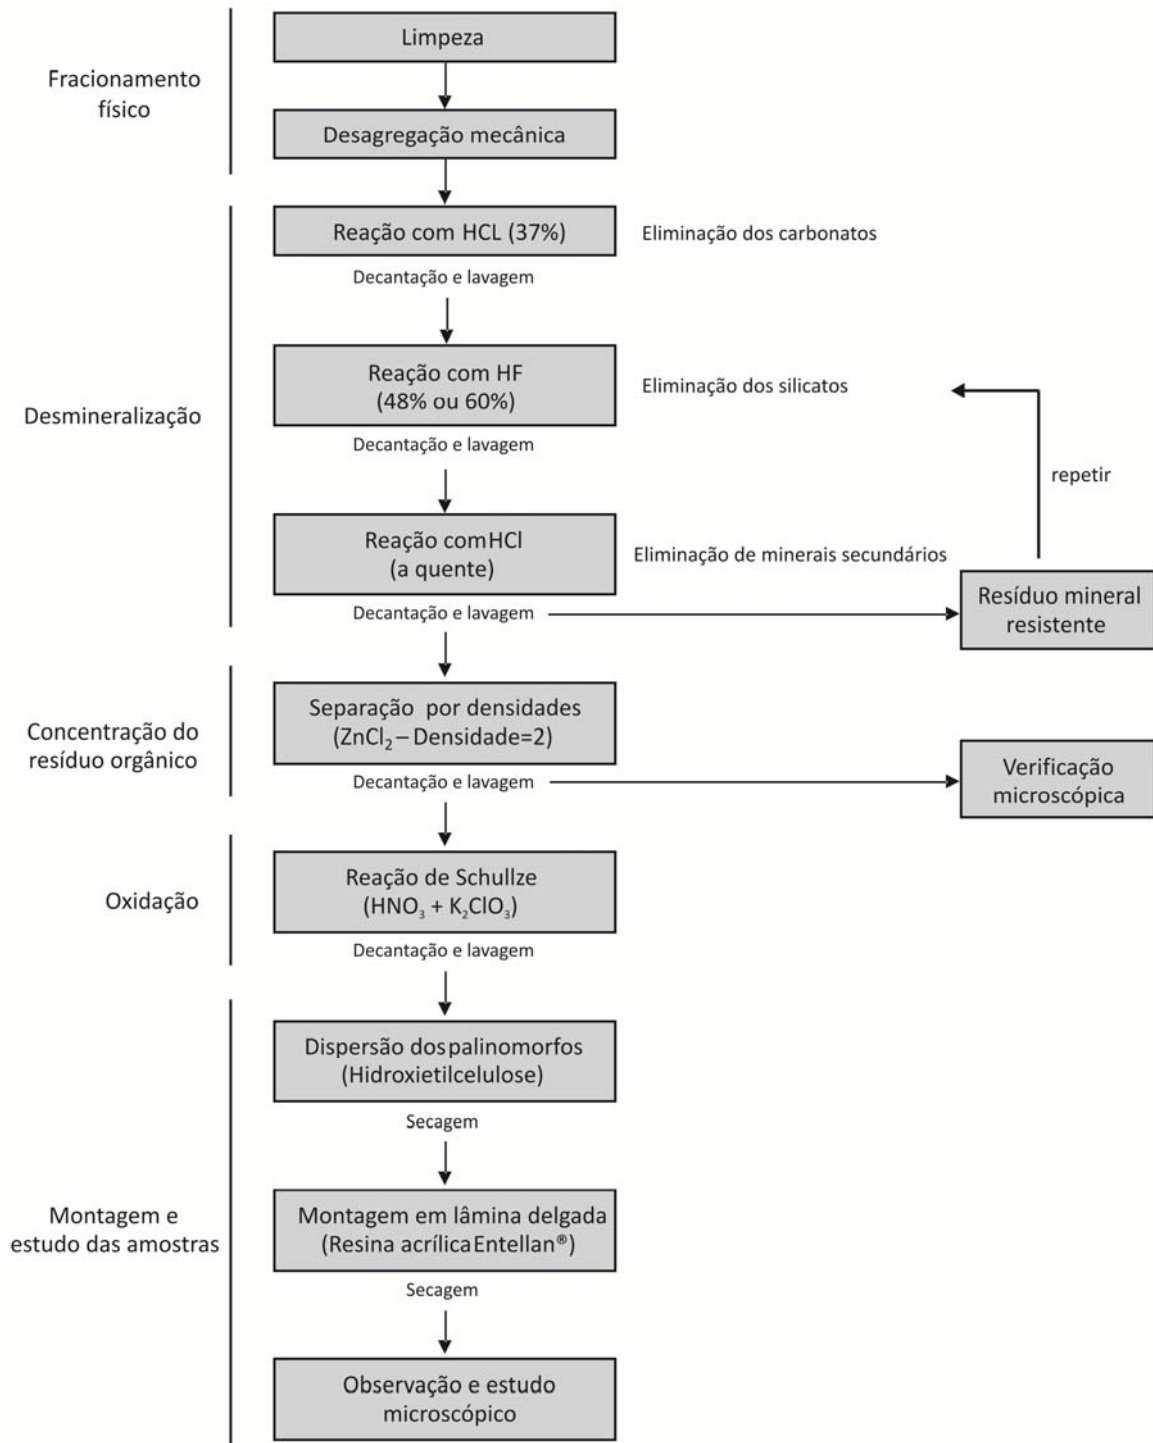 Limpeza
Fracionamento
físico
Desagregação mecânica
Reação com HCL (37%)
Eliminação dos carbonatos
Decantação e lavagem
Reação com HF
(48% ou 60%)
Eliminação dos silicatos
Desmineralização
Decantação e lavagem
repetir
Reação comHCl
(a quente)
Eliminação de minerais secundários
Resíduo mineral
resistente
Decantação e lavagem
Separação por densidades
(ZnCl₂ – Densidade=2)
Concentração do
resíduo orgânico
Decantação e lavagem
Verificação
microscópica
Oxidação
Reação de Schullze
(HNO₃ + K₂ClO₃)
Decantação e lavagem
Dispersão dospalinomorfos
(Hidroxietilcelulose)
Secagem
Montagem e
estudo das amostras
Montagem em lâmina delgada
(Resina acrílicaEntellan®)
Secagem
Observação e estudo
microscópico